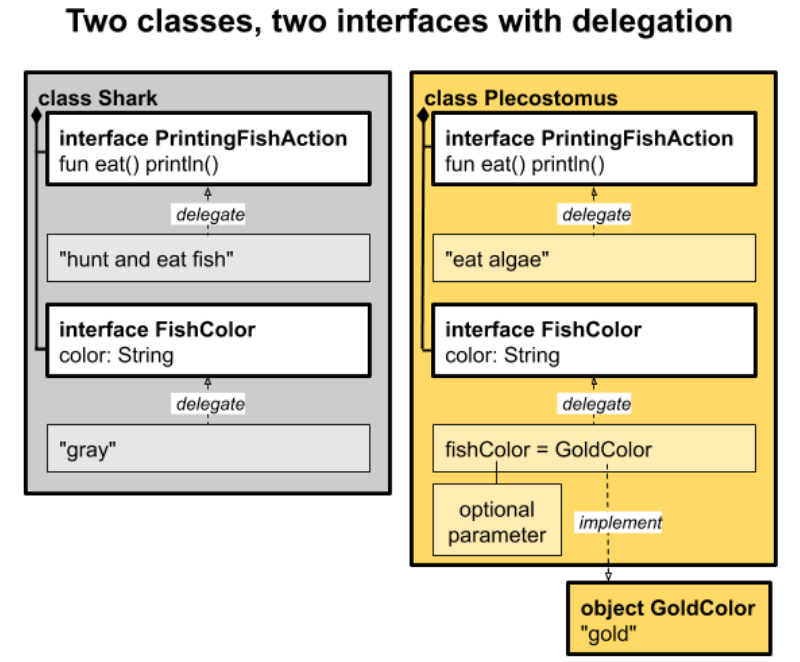 Two classes, two interfaces with delegation
class Shark
interface PrintingFishAction
fun eat() println()
delegate
"hunt and eat fish"
interface FishColor
color: String
delegate
"gray"
class Plecostomus
interface PrintingFishAction
fun eat() println()
delegate
"eat algae"
interface FishColor
color: String
delegate
fishColor = GoldColor
optional
parameter
implement
object GoldColor
"gold"